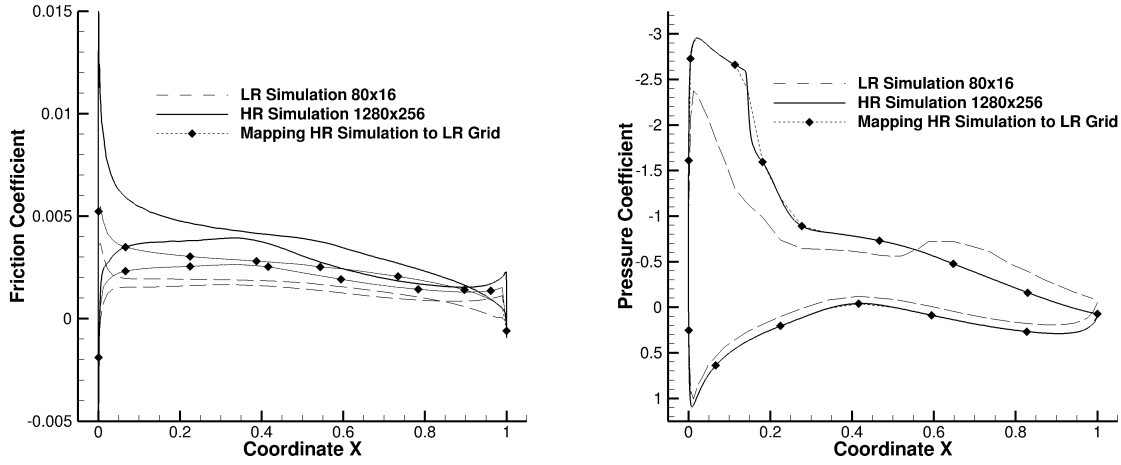 0.015
0.01
0.005
0
-0.005
Friction Coefficient
LR Simulation 80x16
HR Simulation 1280x256
Mapping HR Simulation to LR Grid
0 0.2 0.4 0.6 0.8 1
Coordinate X
-3
-2.5
-2
-1.5
-1
-0.5
0
0.5
1
Pressure Coefficient
LR Simulation 80x16
HR Simulation 1280x256
Mapping HR Simulation to LR Grid
0 0.2 0.4 0.6 0.8 1
Coordinate X